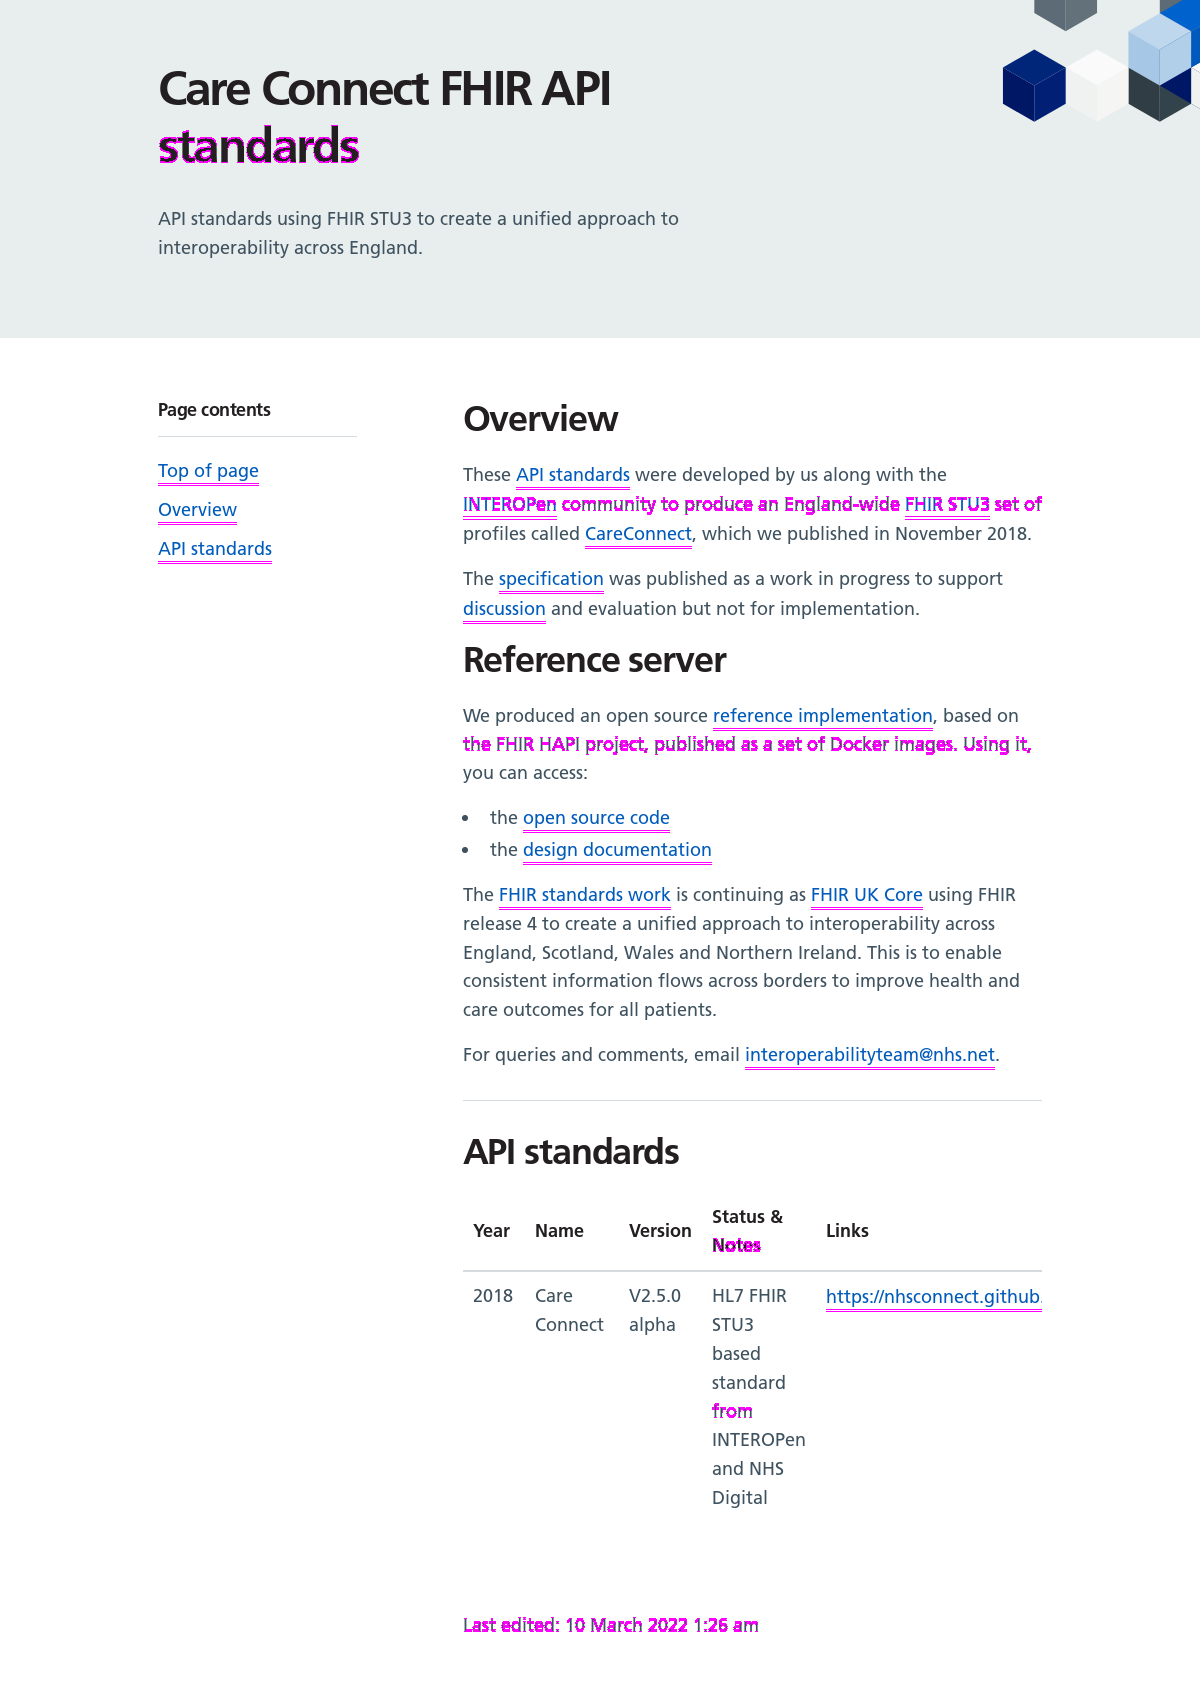 Care Connect FHIR API
standards
API standards using FHIR STU3 to create a unified approach to
interoperability across England.
Page contents
Top of page
Overview
API standards
Overview
These API standards were developed by us along with the
INTEROPen community to produce an England-wide FHIR STU3 set of
profiles called CareConnect, which we published in November 2018.
The specification was published as a work in progress to support
discussion and evaluation but not for implementation.
Reference server
We produced an open source reference implementation, based on
the FHIR HAPI project, published as a set of Docker images. Using it,
you can access:
• the open source code
• the design documentation
The FHIR standards work is continuing as FHIR UK Core using FHIR
release 4 to create a unified approach to interoperability across
England, Scotland, Wales and Northern Ireland. This is to enable
consistent information flows across borders to improve health and
care outcomes for all patients.
For queries and comments, email interoperabilityteam@nhs.net.
API standards
Year Name Version Status & Notes Links
2018 Care Connect V2.5.0 alpha HL7 FHIR STU3 based standard from INTEROPen and NHS Digital https://nhsconnect.github.
Last edited: 10 March 2022 1:26 am